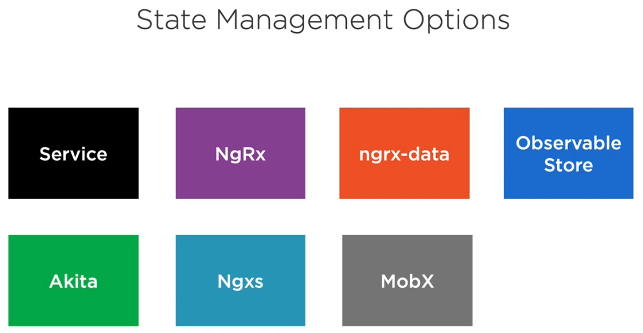 State Management Options
Service
NgRx
ngrx-data
Observable
Store
Akita
Ngxs
MobX